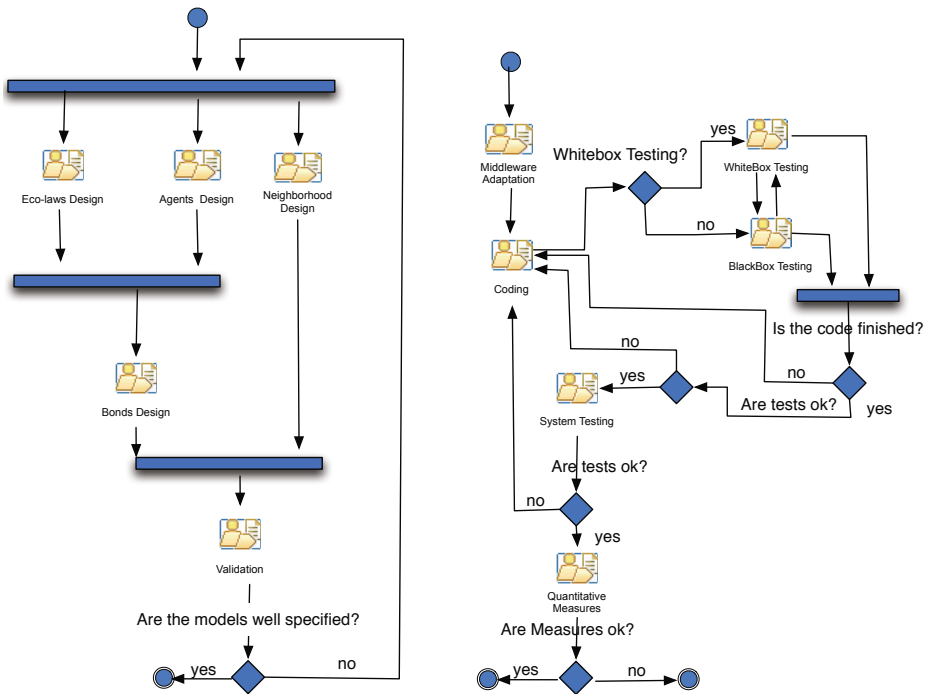 Eco-laws Design
Agents Design
Neighborhood
Design
Bonds Design
Validation
Are the models well specified?
yes
no
Middleware
Adaptation
Whitebox Testing?
yes
WhiteBox Testing
no
BlackBox Testing
Coding
Is the code finished?
no
yes
Are tests ok?
no
yes
System Testing
Are tests ok?
no
yes
Quantitative
Measures
Are Measures ok?
yes
no